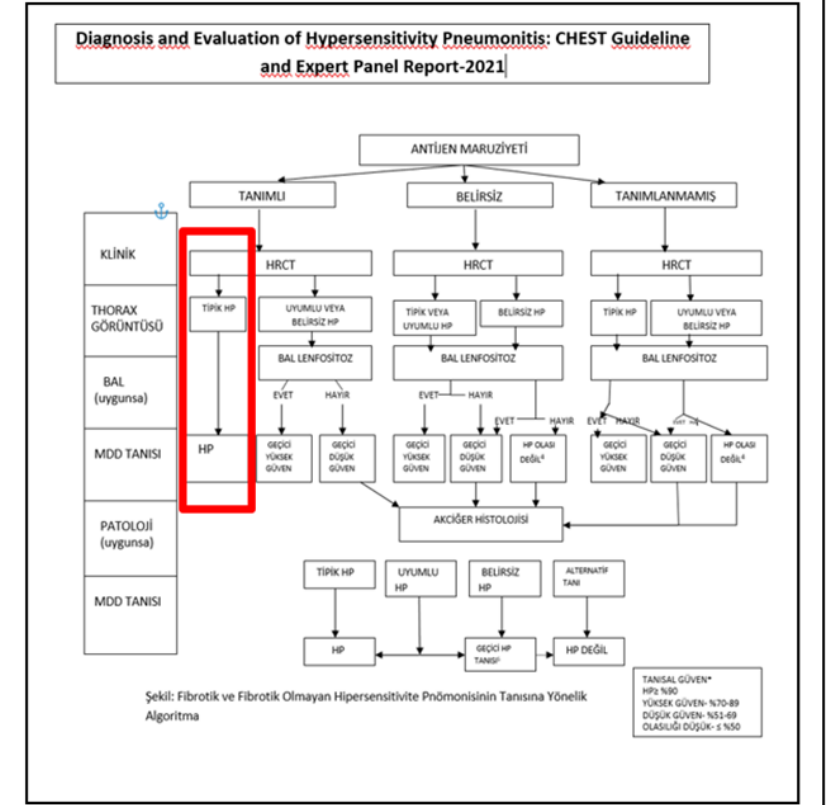 Diagnosis and Evaluation of Hypersensitivity Pneumonitis: CHEST Guideline
and Expert Panel Report-2021
ANTİJEN MARUZİYETİ
TANIMLI
BELİRSİZ
TANIMLANMAMIŞ
KLİNİK
HRCT
HRCT
HRCT
THORAX
GÖRÜNTÜSÜ
TİPİK HP
UYUMLU VEYA
BELİRSİZ HP
TİPİK VEYA
UYUMLU HP
BELİRSİZ HP
TİPİK HP
UYUMLU VEYA
BELİRSİZ HP
BAL LENFOSİTOZ
BAL LENFOSİTOZ
BAL LENFOSİTOZ
BAL
(uygunsa)
EVET
HAYIR
EVET
HAYIR
EVET
HAYIR
EVET
HAYIR
MDD TANISI
HP
GEÇİCİ
YÜKSEK
GÜVEN
GEÇİCİ
DÜŞÜK
GÜVEN
GEÇİCİ
YÜKSEK
GÜVEN
GEÇİCİ
DÜŞÜK
GÜVEN
HP OLASI
DEĞİL⁴
GEÇİCİ
YÜKSEK
GÜVEN
GEÇİCİ
DÜŞÜK
GÜVEN
HP OLASI
DEĞİL⁴
PATOLOJİ
(uygunsa)
AKCİĞER HİSTOLOJİSİ
TİPİK HP
UYUMLU
HP
BELİRSİZ
HP
ALTERNATİF
TANI
MDD TANISI
HP
GEÇİCİ HP
TANISI
HP DEĞİL
Şekil: Fibrotik ve Fibrotik Olmayan Hipersensitivite Pnömonisinin Tanısına Yönelik
Algoritma
TANISAL GÜVEN*
HP≥ %90
YÜKSEK GÜVEN- %70-89
DÜŞÜK GÜVEN- %51-69
OLASILIĞI DÜŞÜK- ≤ %50